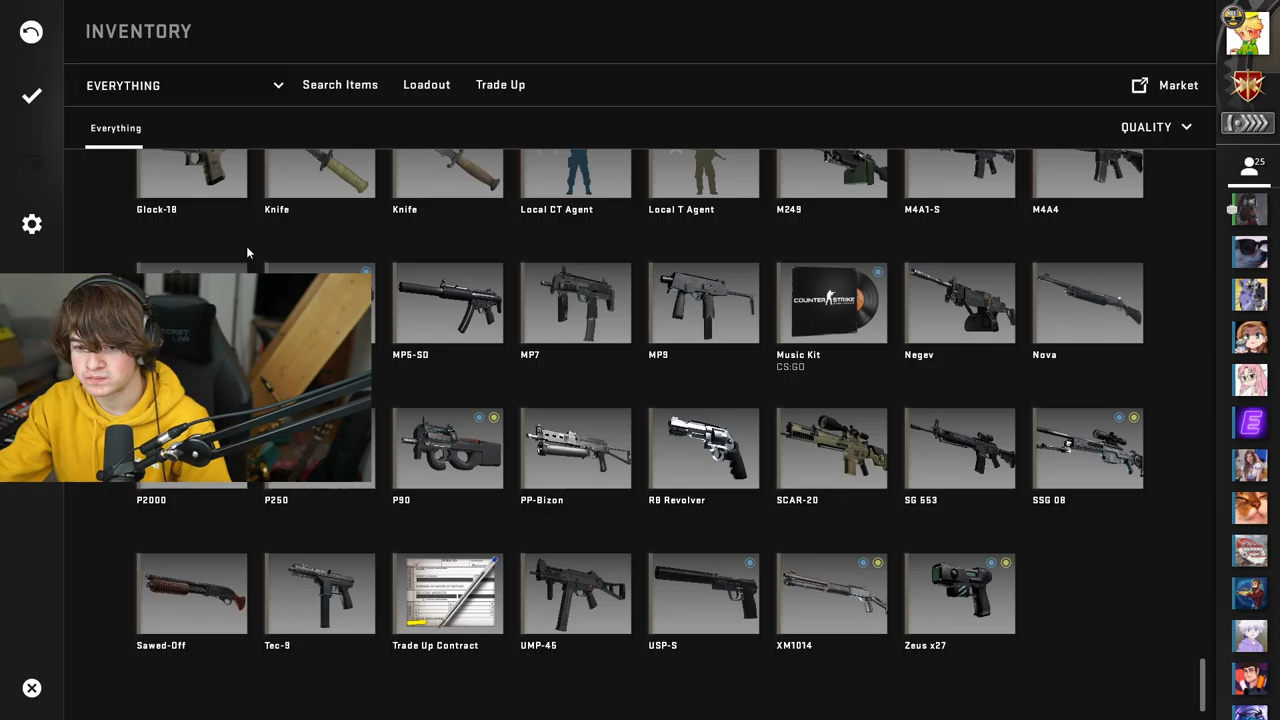 INVENTORY
EVERYTHING Search Items Loadout Trade Up Market
Everything QUALITY
Glock-18 Knife Knife Local CT Agent Local T Agent M249 M4A1-S M4A4
25
COUNTER STRIKE
MP5-SD MP7 MP9 Music Kit Negev Nova
CS:GO
P2000 P250 P90 PP-Bizon R8 Revolver SCAR-20 SG 553 SSG 08
Sawed-Off Tec-9 Trade Up Contract UMP-45 USP-S XM1014 Zeus x27